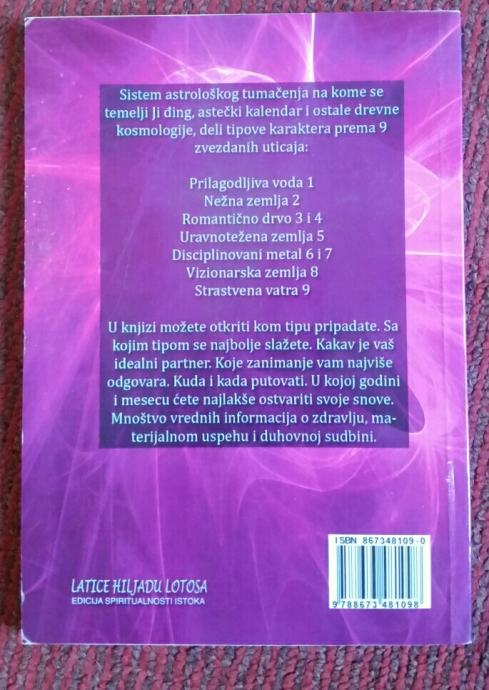 Sistem astrološkog tumačenja na kome se
temelji Ji đing, astečki kalendar i ostale drevne
kosmologije, deli tipove karaktera prema 9
zvezdanih uticaja:
Prilagodljiva voda 1
Nežna zemlja 2
Romantično drvo 3 i 4
Uravnotežena zemlja 5
Disciplinovani metal 6 i 7
Vizionarska zemlja 8
Strastvena vatra 9
U knjizi možete otkriti kom tipu pripadate. Sa
kojim tipom se najbolje slažete. Kakav je vaš
idealni partner. Koje zanimanje vam najviše
odgovara. Kuda i kada putovati. U kojoj godini
i mesecu ćete najlakše ostvariti svoje snove.
Mnoštvo vrednih informacija o zdravlju, ma-
terijalnom uspehu i duhovnoj sudbini.
ISBN 867348109-0
9 788673 481098
LATICE HILJADU LOTOSA
EDICIJA SPIRITUALNOSTI ISTOKA